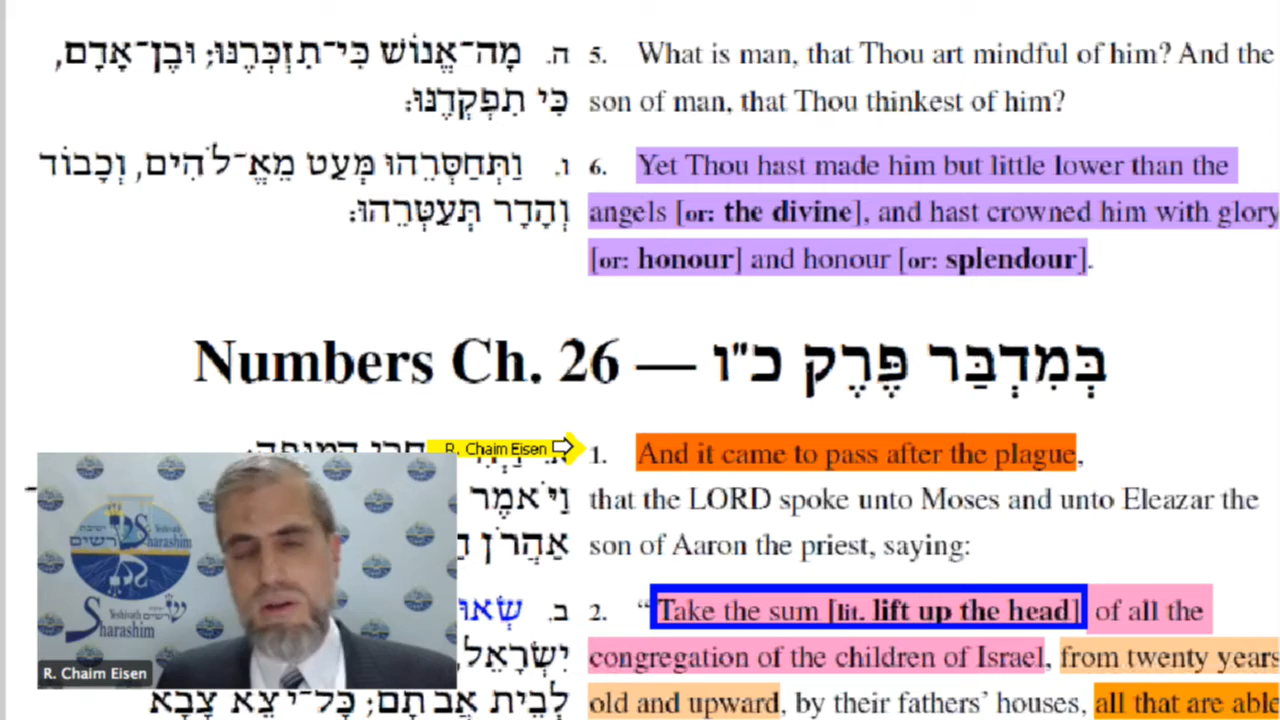 מָה־אֱנוֹשׁ כִּי־תִזְכְּרֶנּוּ; וּבֶן־אָדָם, ה. 5. What is man, that Thou art mindful of him? And the
כִּי תִפְקְדֶנּוּ: son of man, that Thou thinkest of him?
וַתְּחַסְּרֵהוּ מְּעַט מֵאֱ־לֹהִים, וְכָבוֹד ו. 6. Yet Thou hast made him but little lower than the
וְהָדָר תְּעַטְּרֵהוּ: angels [or: the divine], and hast crowned him with glory
[or: honour] and honour [or: splendour].
Numbers Ch. 26 — בְּמִדְבַּר פֶּרֶק כ"ו
R. Chaim Eisen 1. And it came to pass after the plague,
וַיֹּאמֶר that the LORD spoke unto Moses and unto Eleazar the
אַהֲרֹן son of Aaron the priest, saying:
ב. 2. “Take the sum [lit. lift up the head] of all the
יִשְׂרָאֵל, congregation of the children of Israel, from twenty years
לְבֵית אֲבֹתָם; כָּל־יֹצֵא צָבָא old and upward, by their fathers’ houses, all that are able
ישיבת Yeshivath
שרשים Sharashim
Yeshivath
Sharashim
R. Chaim Eisen